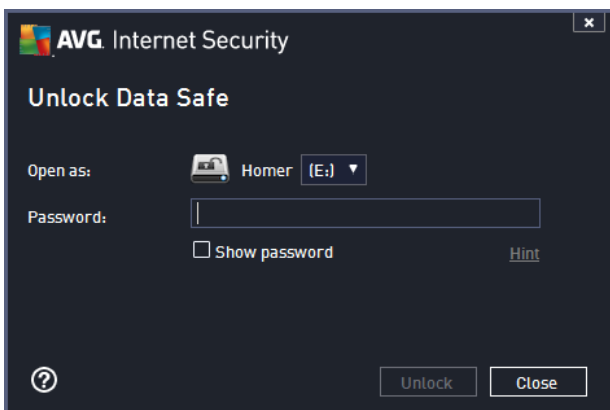 AVG. Internet Security
Unlock Data Safe
Open as: Homer (E:)
Password:
Show password Hint
Unlock Close